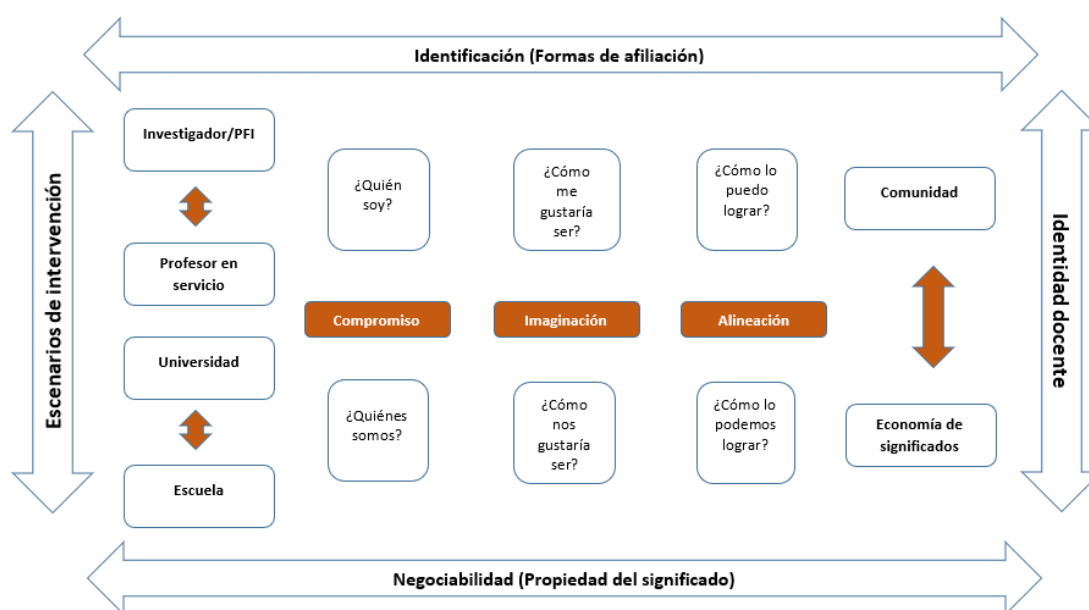 Identificación (Formas de afiliación)
Escenarios de intervención
Investigador/PFI
Profesor en
servicio
Universidad
Escuela
¿Quién
soy?
¿Cómo
me
gustaría
ser?
¿Cómo lo
puedo
lograr?
Compromiso
Imaginación
Alineación
¿Quiénes
somos?
¿Cómo
nos
gustaría
ser?
¿Cómo lo
podemos
lograr?
Comunidad
Economía de
significados
Identidad docente
Negociabilidad (Propiedad del significado)